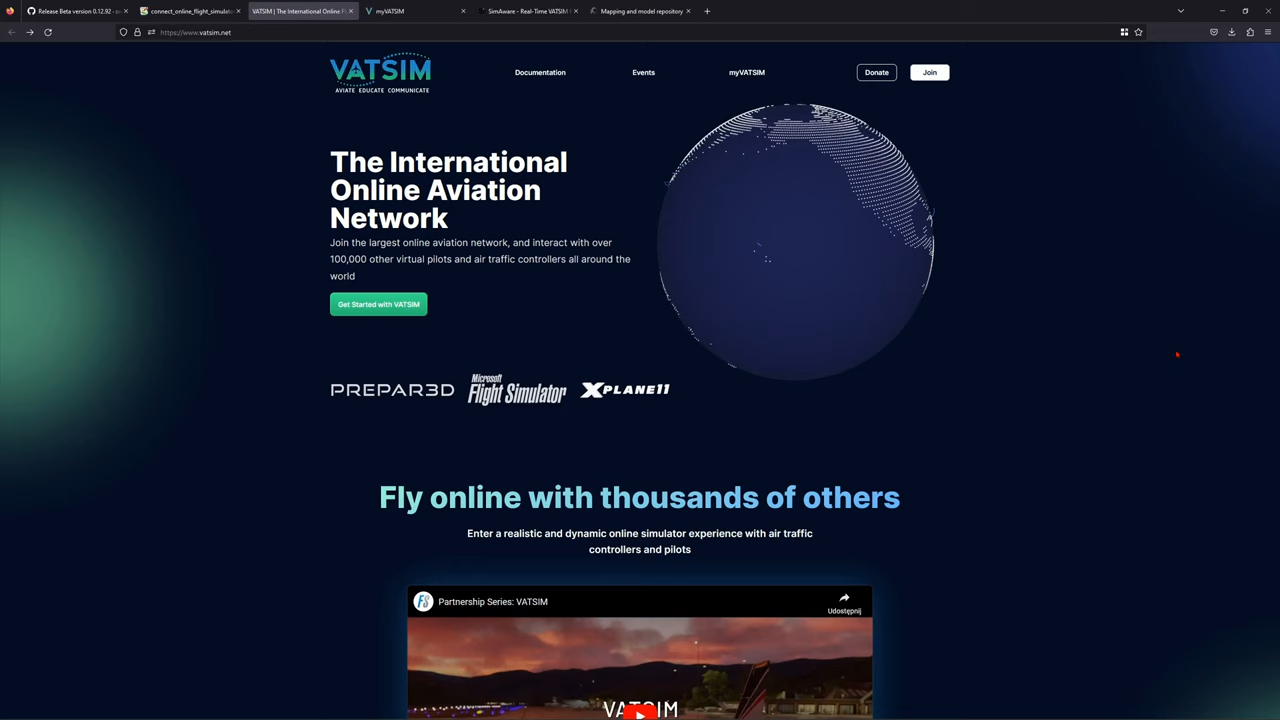 Release Beta version 0.12.92 - p
connect_online_flight_simulato
VATSIM | The International Online Fl
myVATSIM
SimAware - Real-Time VATSIM F
Mapping and model repository
https://www.vatsim.net
VATSIM
AVIATE EDUCATE COMMUNICATE
Documentation
Events
myVATSIM
Donate
Join
The International
Online Aviation
Network
Join the largest online aviation network, and interact with over
100,000 other virtual pilots and air traffic controllers all around the
world
Get Started with VATSIM
PREPAR3D
Microsoft
Flight Simulator
XPLANE11
Fly online with thousands of others
Enter a realistic and dynamic online simulator experience with air traffic
controllers and pilots
FS
Partnership Series: VATSIM
Udostępnij
VATSIM